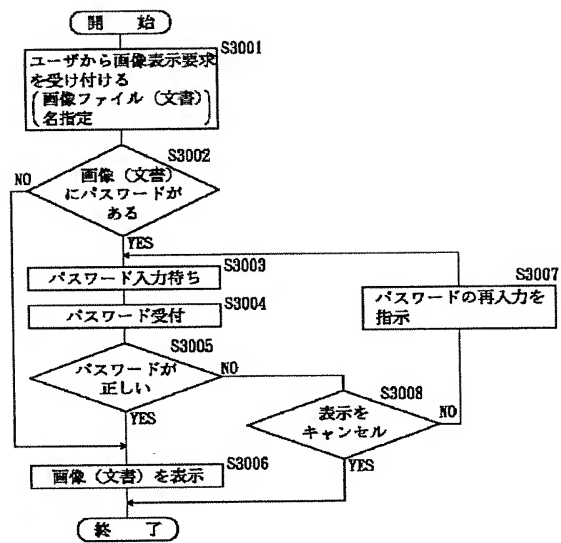 開 始
S3001
ユーザから画像表示要求
を受け付ける
画像ファイル（文書）
名指定
S3002
画像（文書）
にパスワードが
ある
NO
YES
S3003
パスワード入力待ち
S3004
パスワード受付
S3005
パスワードが
正しい
NO
YES
S3007
パスワードの再入力を
指示
S3008
表示を
キャンセル
NO
YES
S3006
画像（文書）を表示
終 了